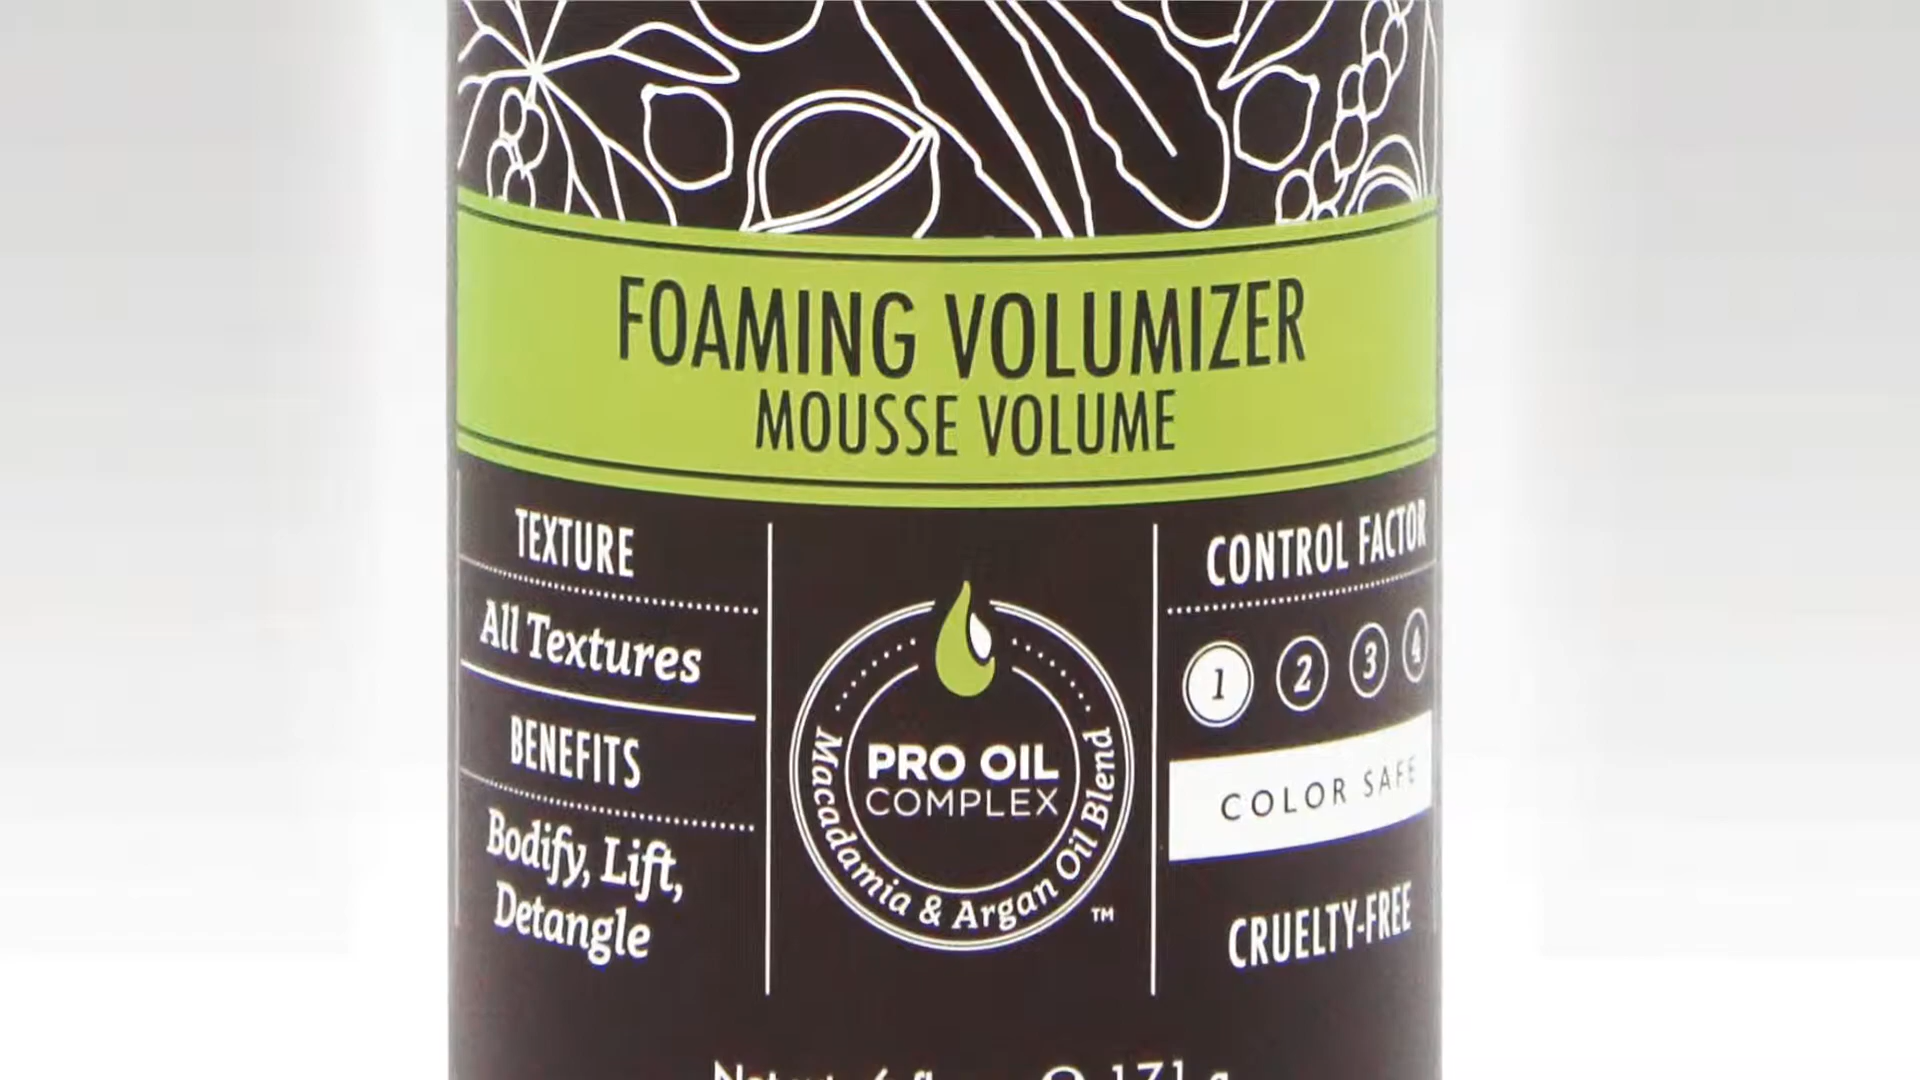 FOAMING VOLUMIZER
MOUSSE VOLUME
TEXTURE
All Textures
BENEFITS
Bodify, Lift,
Detangle
PRO OIL
COMPLEX
Macadamia & Argan Oil Blend
TM
CONTROL FACTOR
1 2 3 4
COLOR SAFE
CRUELTY-FREE